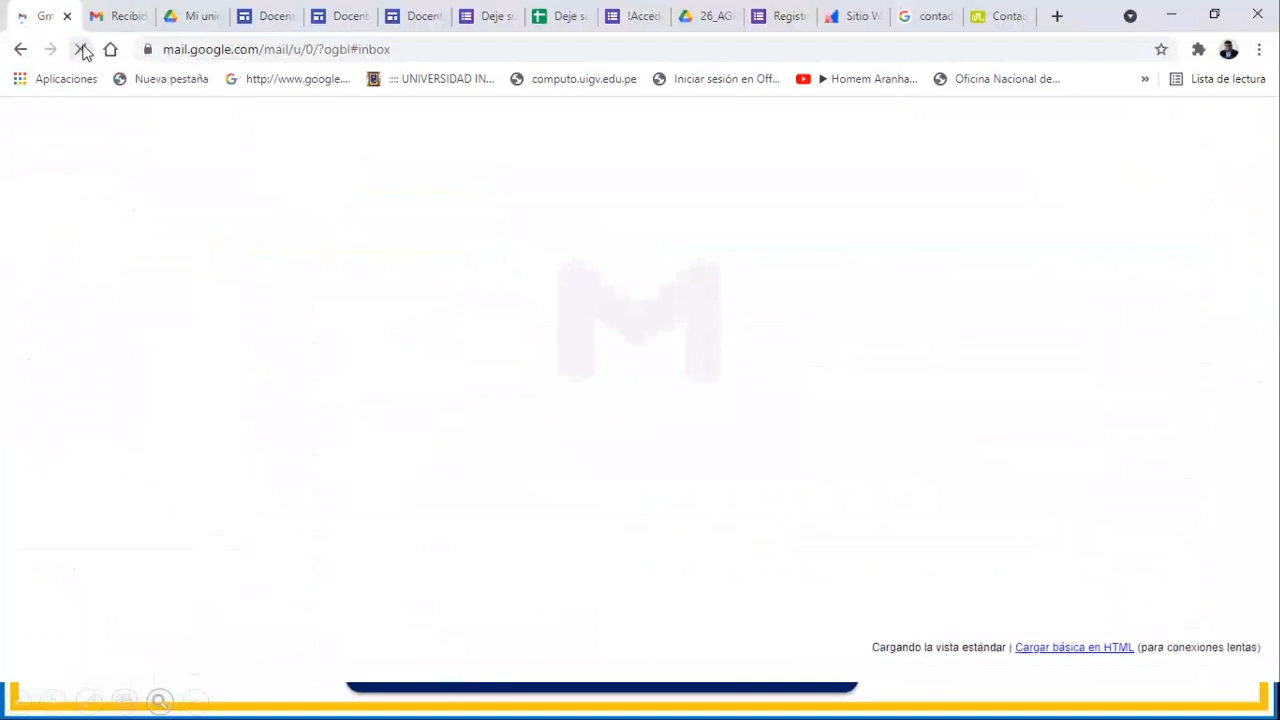 Gm
Recibid
Mi uni
Docent
Docent
Docent
Deje s
Deje s
!Acced
26_AG
Registr
Sitio W
contad
Contac
mail.google.com/mail/u/0/?ogbl#inbox
Aplicaciones
Nueva pestaña
http://www.google....
:::: UNIVERSIDAD IN...
computo.uigv.edu.pe
Iniciar sesión en Off...
▶ Homem Aranha...
Oficina Nacional de...
»
Lista de lectura
Cargando la vista estándar | Cargar básica en HTML (para conexiones lentas)